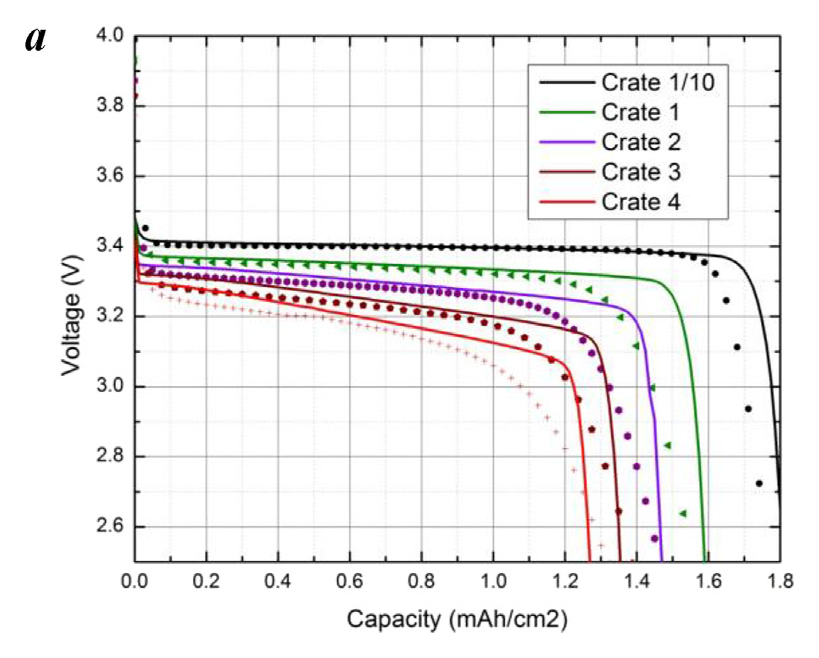 a
4.0
3.8
3.6
3.4
3.2
3.0
2.8
2.6
Voltage (V)
Crate 1/10
Crate 1
Crate 2
Crate 3
Crate 4
0.0 0.2 0.4 0.6 0.8 1.0 1.2 1.4 1.6 1.8
Capacity (mAh/cm2)